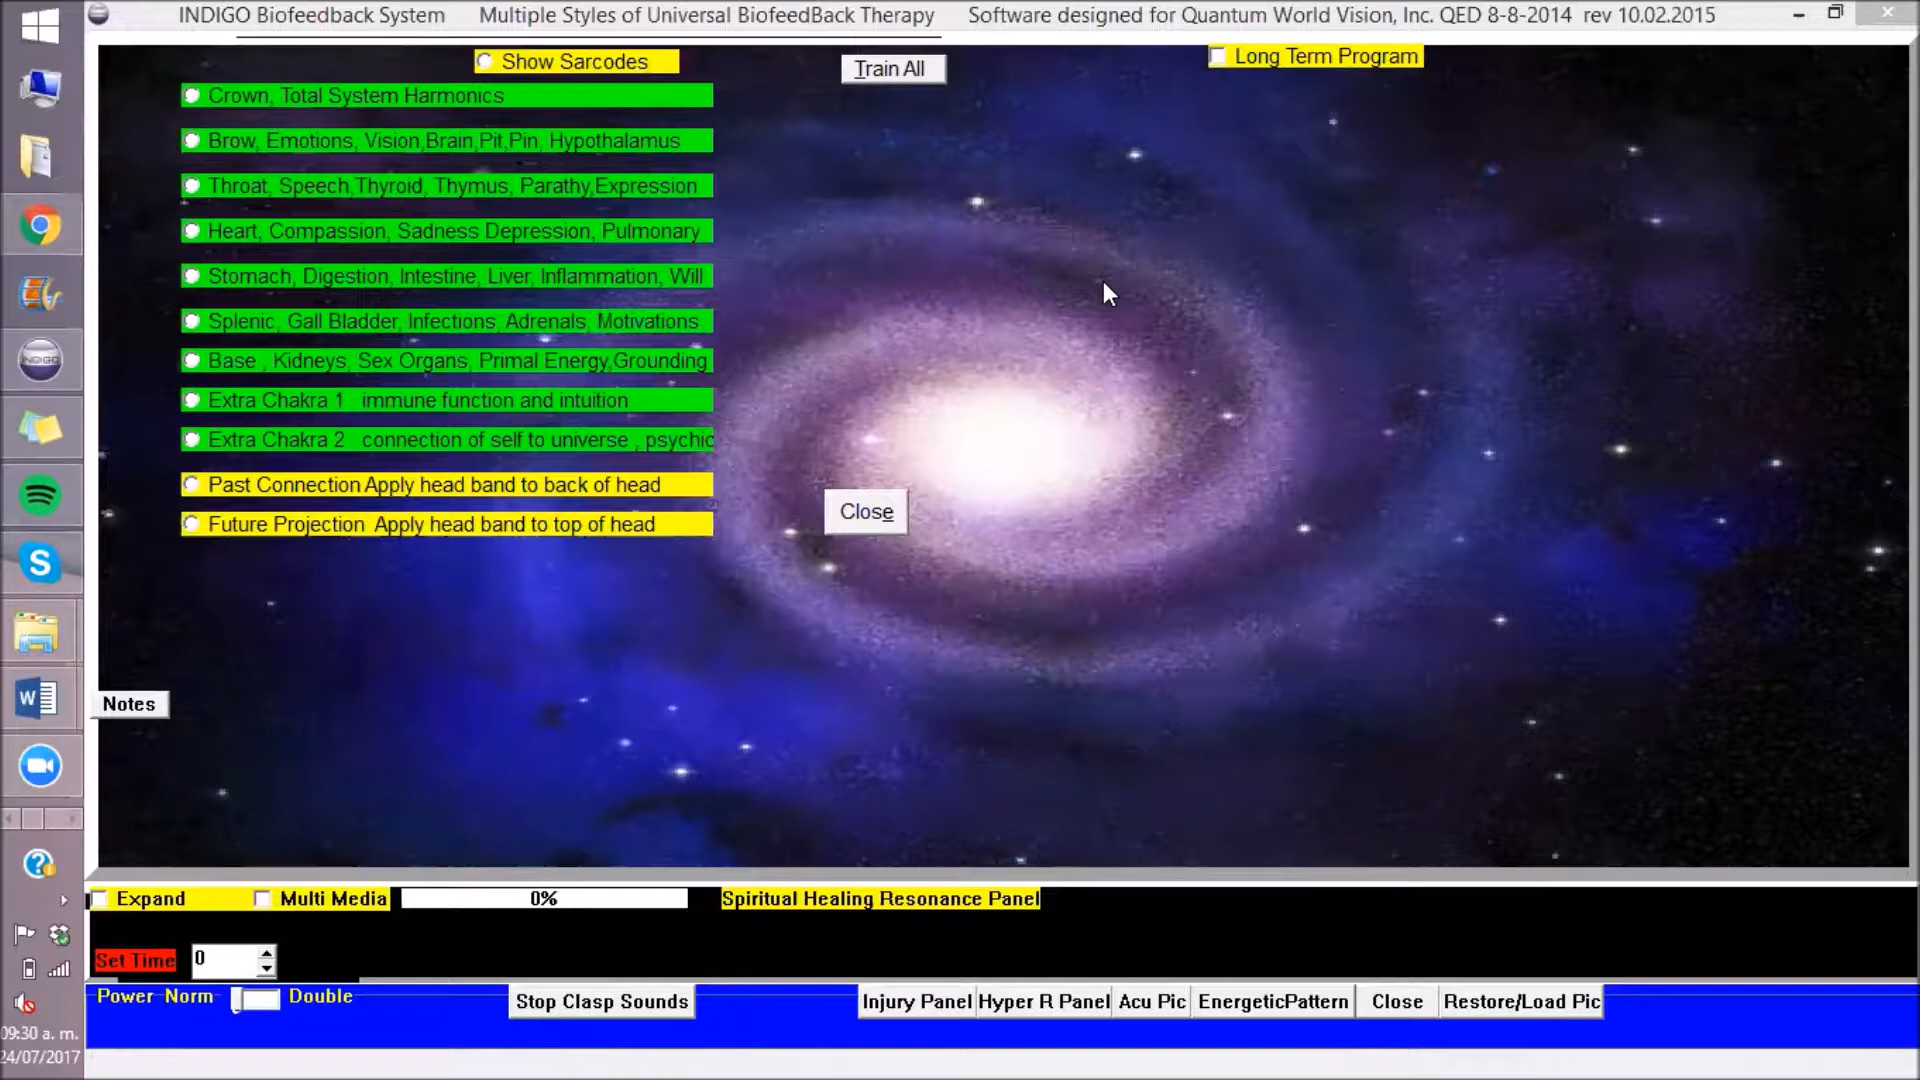 INDIGO Biofeedback System Multiple Styles of Universal BiofeedBack Therapy Software designed for Quantum World Vision, Inc. QED 8-8-2014 rev 10.02.2015
Show Sarcodes
Train All
Long Term Program
Crown, Total System Harmonics
Brow, Emotions, Vision,Brain,Pit,Pin, Hypothalamus
Throat, Speech,Thyroid, Thymus, Parathy,Expression
Heart, Compassion, Sadness Depression, Pulmonary
Stomach, Digestion, Intestine, Liver, Inflammation, Will
Splenic, Gall Bladder, Infections, Adrenals, Motivations
Base , Kidneys, Sex Organs, Primal Energy,Grounding
Extra Chakra 1 immune function and intuition
Extra Chakra 2 connection of self to universe , psychic
Past Connection Apply head band to back of head
Future Projection Apply head band to top of head
Close
INDIGO
Notes
Expand
Multi Media
0%
Spiritual Healing Resonance Panel
Set Time
0
Power Norm
Double
Stop Clasp Sounds
Injury Panel
Hyper R Panel
Acu Pic
EnergeticPattern
Close
Restore/Load Pic
09:30 a. m.
24/07/2017